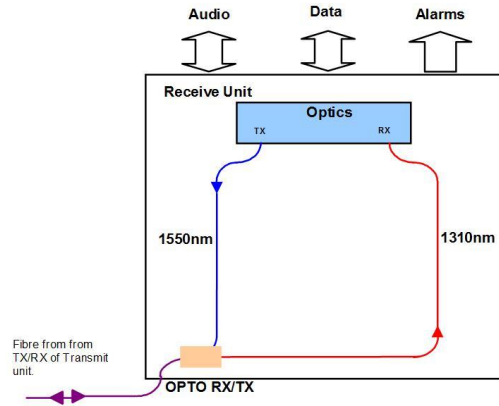 Audio
Data
Alarms
Receive Unit
Optics
TX
RX
1550nm
1310nm
Fibre from from
TX/RX of Transmit
unit.
OPTO RX/TX